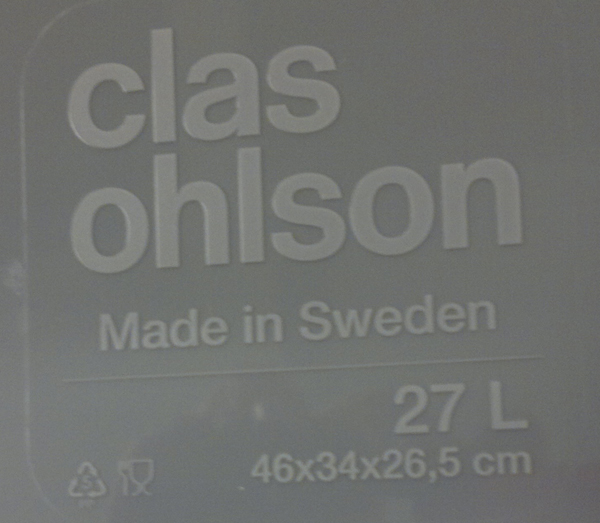 clas
ohlson
Made in Sweden
27 L
46x34x26,5 cm